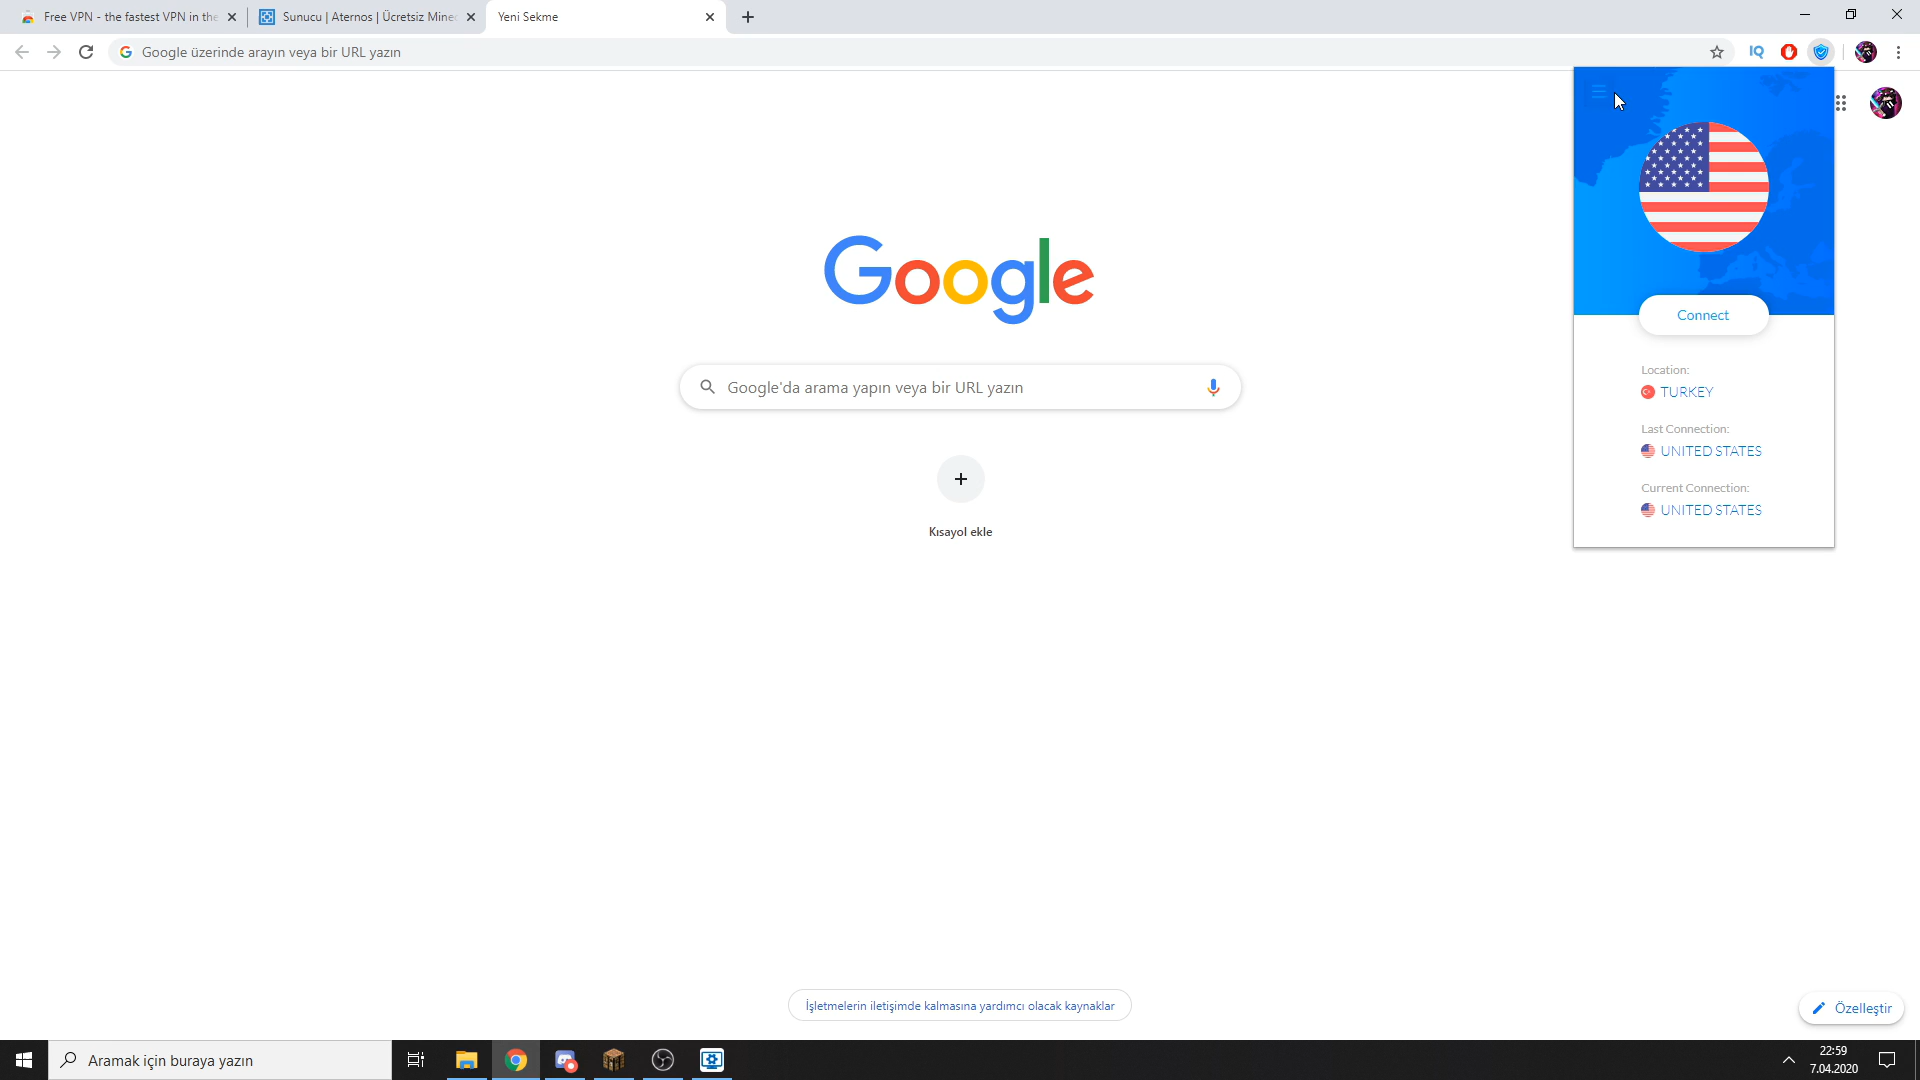 Free VPN - the fastest VPN in the
Sunucu | Aternos | Ücretsiz Minec
Yeni Sekme
Google üzerinde arayın veya bir URL yazın
IQ
Google
Connect
Google'da arama yapın veya bir URL yazın
Location:
TURKEY
Last Connection:
UNITED STATES
Current Connection:
UNITED STATES
Kısayol ekle
İşletmelerin iletişimde kalmasına yardımcı olacak kaynaklar
Özelleştir
Aramak için buraya yazın
22:59
7.04.2020